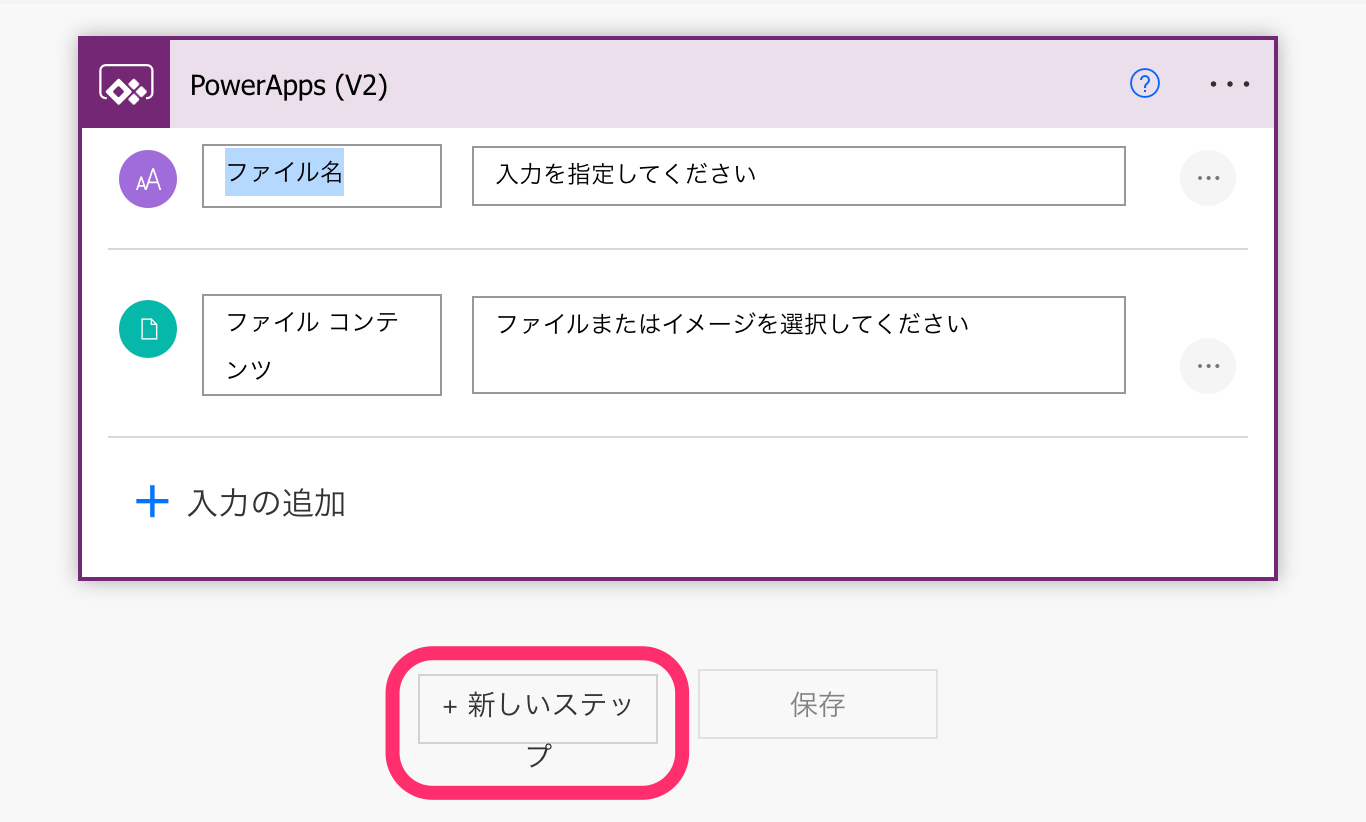 PowerApps (V2)
?
AA
ファイル名
入力を指定してください
ファイル コンテ
ンツ
ファイルまたはイメージを選択してください
入力の追加
+ 新しいステッ
プ
保存